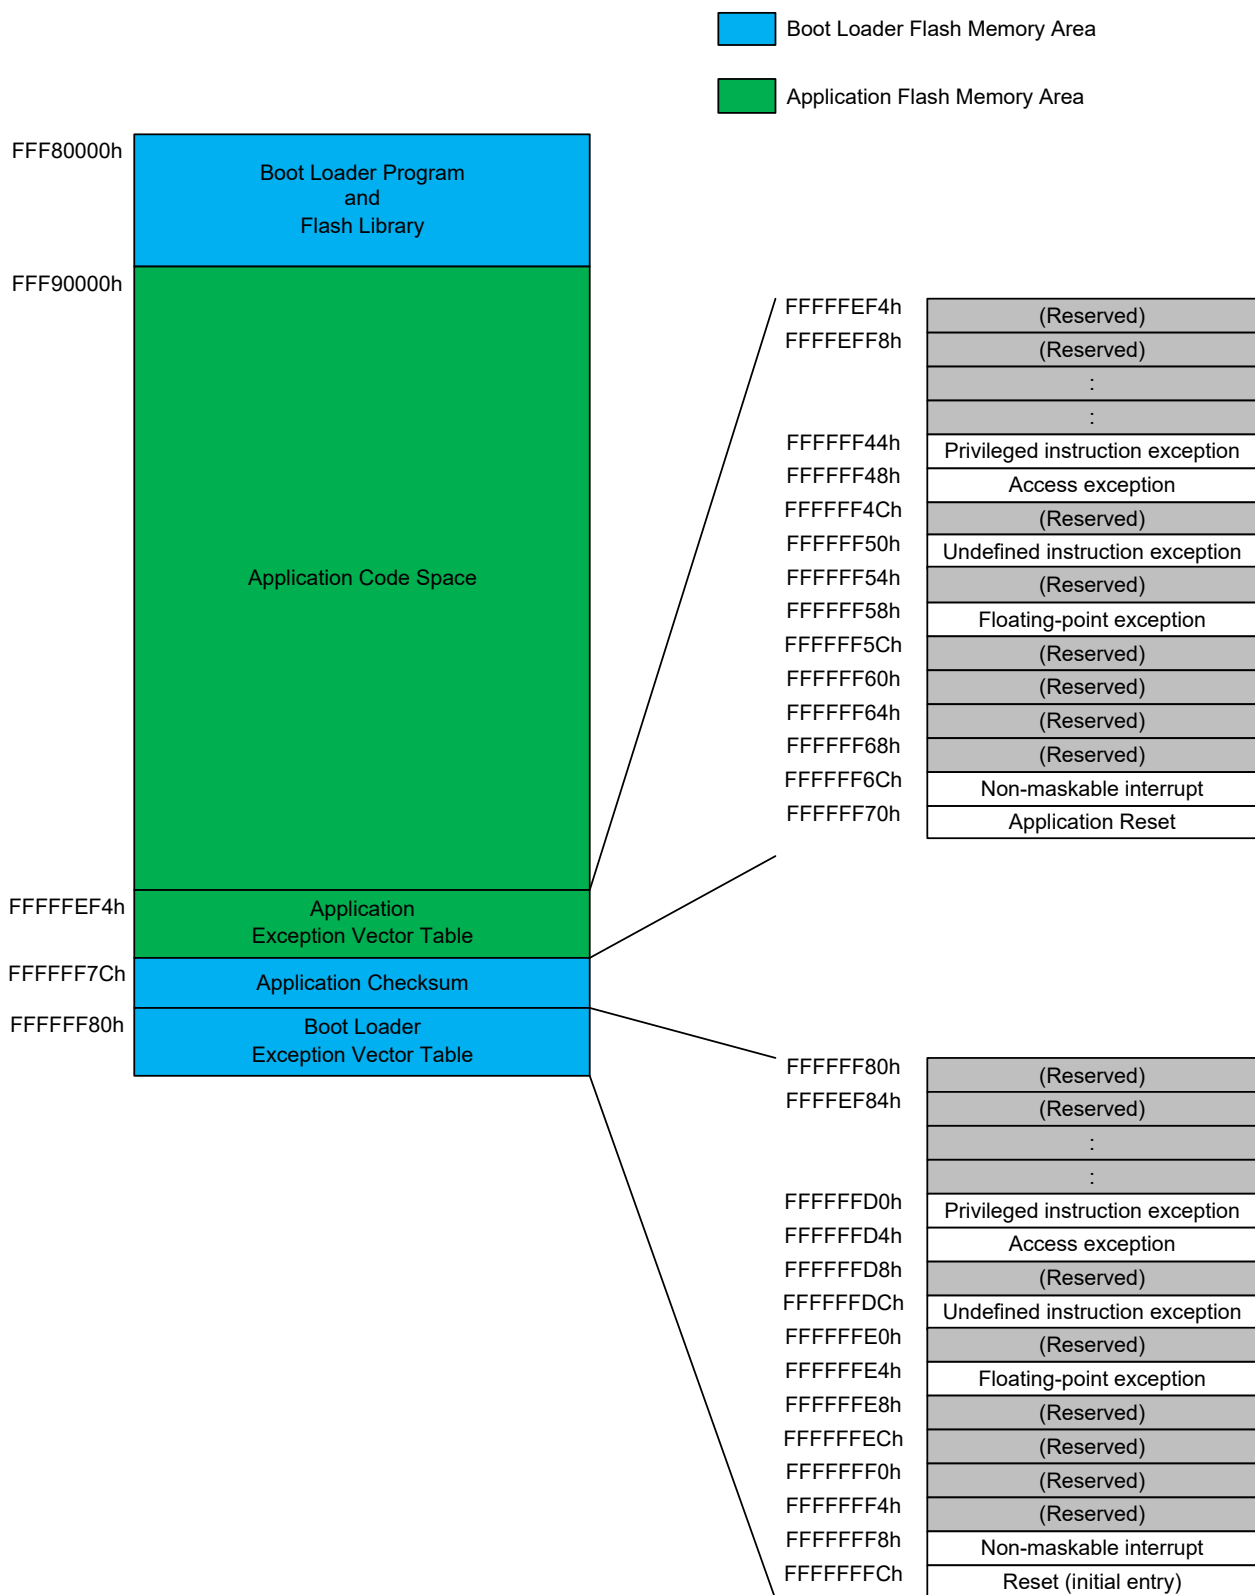 Boot Loader Flash Memory Area
Application Flash Memory Area
FFF80000h
Boot Loader Program
and
Flash Library
FFF90000h
Application Code Space
FFFFFEF4h
Application
Exception Vector Table
FFFFFF7Ch
Application Checksum
FFFFFF80h
Boot Loader
Exception Vector Table
FFFFFEF4h (Reserved)
FFFFEFF8h (Reserved)
:
:
FFFFFF44h Privileged instruction exception
FFFFFF48h Access exception
FFFFFF4Ch (Reserved)
FFFFFF50h Undefined instruction exception
FFFFFF54h (Reserved)
FFFFFF58h Floating-point exception
FFFFFF5Ch (Reserved)
FFFFFF60h (Reserved)
FFFFFF64h (Reserved)
FFFFFF68h (Reserved)
FFFFFF6Ch Non-maskable interrupt
FFFFFF70h Application Reset
FFFFFF80h (Reserved)
FFFFEF84h (Reserved)
:
:
FFFFFFD0h Privileged instruction exception
FFFFFFD4h Access exception
FFFFFFD8h (Reserved)
FFFFFFDCh Undefined instruction exception
FFFFFFE0h (Reserved)
FFFFFFE4h Floating-point exception
FFFFFFE8h (Reserved)
FFFFFFECh (Reserved)
FFFFFFF0h (Reserved)
FFFFFFF4h (Reserved)
FFFFFFF8h Non-maskable interrupt
FFFFFFFCh Reset (initial entry)